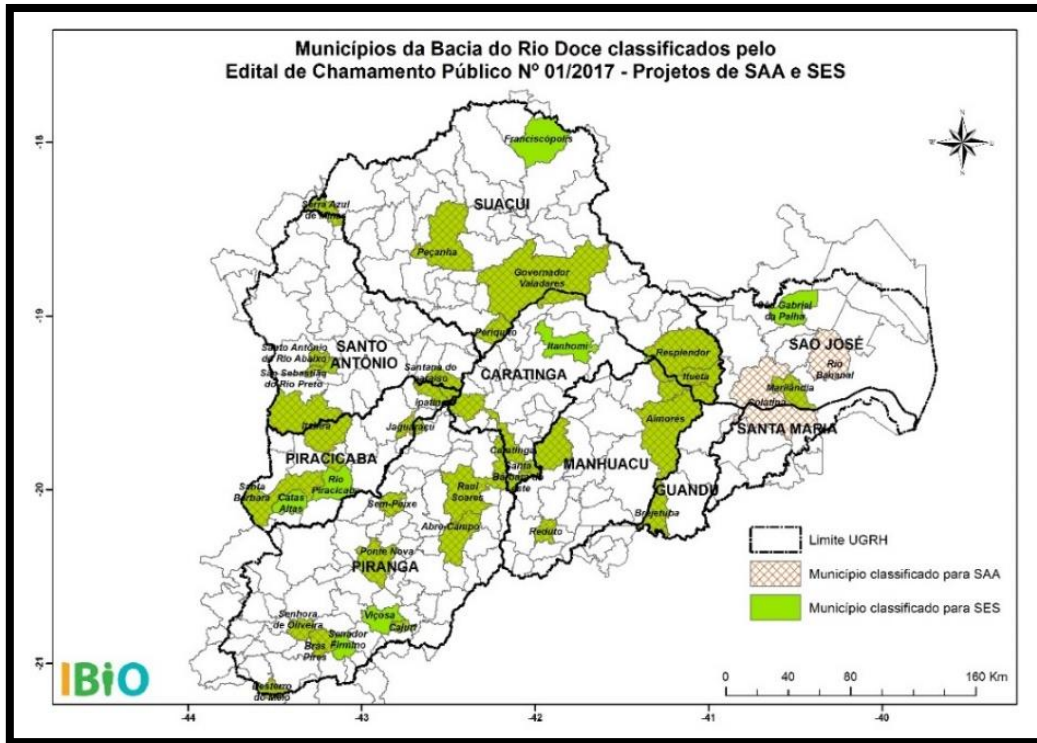 Municípios da Bacia do Rio Doce classificados pelo
Edital de Chamamento Público Nº 01/2017 - Projetos de SAA e SES
-18
-19
-20
-21
Franciscópolis
Serra Azul
de Minas
SUACUI
Peçanha
Governador
Valadares
Periquito
São Gabriel
da Palha
SANTO
ANTÔNIO
Santo Antônio
do Rio Abaixo
São Sebastião
do Rio Preto
Itanhomi
CARATINGA
Resplendor
Itueta
SAO JOSÉ
Rio
Bananal
Marilândia
Colatina
Santana do
Paraíso
Ipatinga
Aimorés
SANTA MARIA
Itabira
Jaguaraçu
PIRACICABA
Caratinga
Santa
Bárbara do
Leste
MANHUACU
GUANDU
Santa
Bárbara
Catas
Altas
Rio
Piracicaba
Raul
Soares
Sem-Peixe
Abre Campo
Reduto
Brejetuba
Ponte Nova
PIRANGA
Viçosa
Cajuri
Senhora
de Oliveira
Brás
Pires
Senador
Firmino
Desterro
do Melo
Limite UGRH
Município classificado para SAA
Município classificado para SES
0 20 40 80 120 160 Km
IBiO
-44 -43 -42 -41 -40